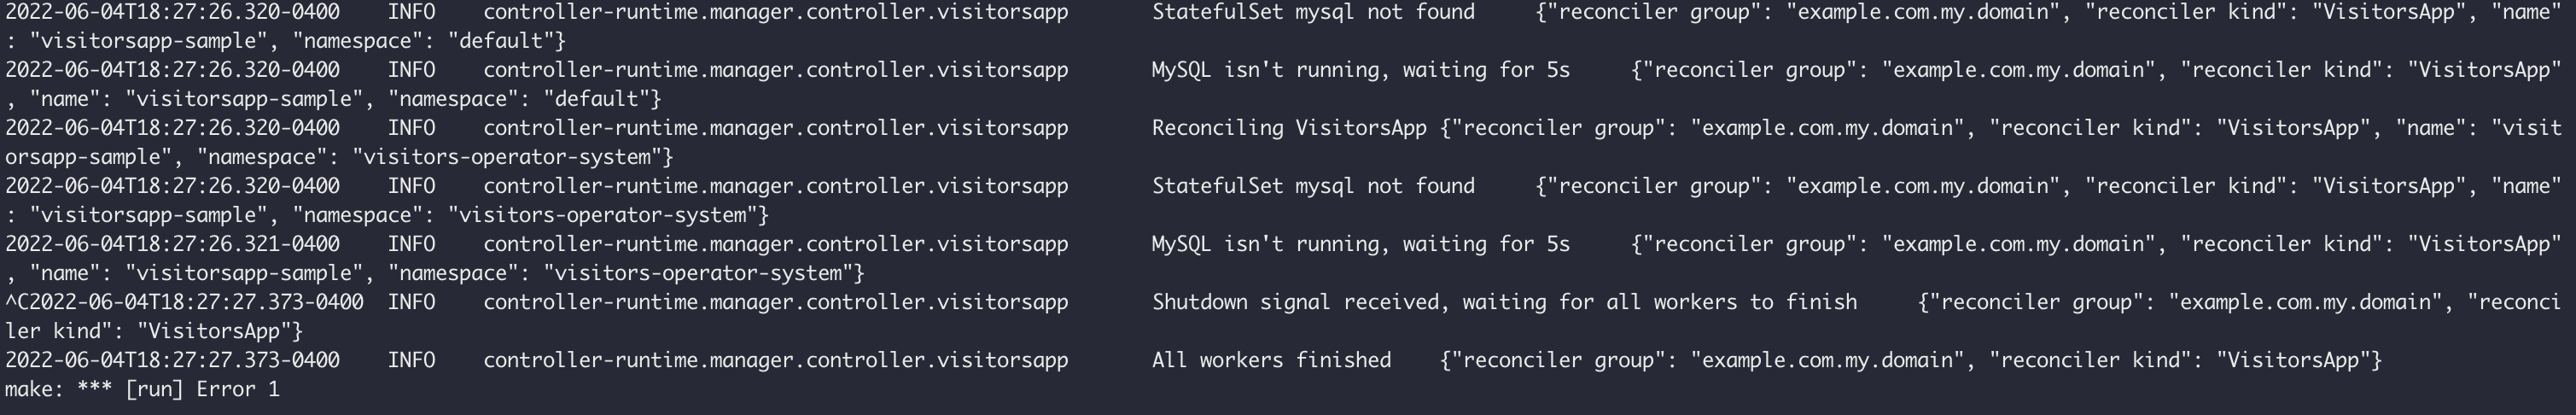 2022-06-04T18:27:26.320-0400    INFO    controller-runtime.manager.controller.visitorsapp       StatefulSet mysql not found     {"reconciler group": "example.com.my.domain", "reconciler kind": "VisitorsApp", "name"
: "visitorsapp-sample", "namespace": "default"}
2022-06-04T18:27:26.320-0400    INFO    controller-runtime.manager.controller.visitorsapp       MySQL isn't running, waiting for 5s     {"reconciler group": "example.com.my.domain", "reconciler kind": "VisitorsApp"
, "name": "visitorsapp-sample", "namespace": "default"}
2022-06-04T18:27:26.320-0400    INFO    controller-runtime.manager.controller.visitorsapp       Reconciling VisitorsApp {"reconciler group": "example.com.my.domain", "reconciler kind": "VisitorsApp", "name": "visit
orsapp-sample", "namespace": "visitors-operator-system"}
2022-06-04T18:27:26.320-0400    INFO    controller-runtime.manager.controller.visitorsapp       StatefulSet mysql not found     {"reconciler group": "example.com.my.domain", "reconciler kind": "VisitorsApp", "name"
: "visitorsapp-sample", "namespace": "visitors-operator-system"}
2022-06-04T18:27:26.321-0400    INFO    controller-runtime.manager.controller.visitorsapp       MySQL isn't running, waiting for 5s     {"reconciler group": "example.com.my.domain", "reconciler kind": "VisitorsApp"
, "name": "visitorsapp-sample", "namespace": "visitors-operator-system"}
^C2022-06-04T18:27:27.373-0400  INFO    controller-runtime.manager.controller.visitorsapp       Shutdown signal received, waiting for all workers to finish     {"reconciler group": "example.com.my.domain", "reconci
ler kind": "VisitorsApp"}
2022-06-04T18:27:27.373-0400    INFO    controller-runtime.manager.controller.visitorsapp       All workers finished    {"reconciler group": "example.com.my.domain", "reconciler kind": "VisitorsApp"}
make: *** [run] Error 1